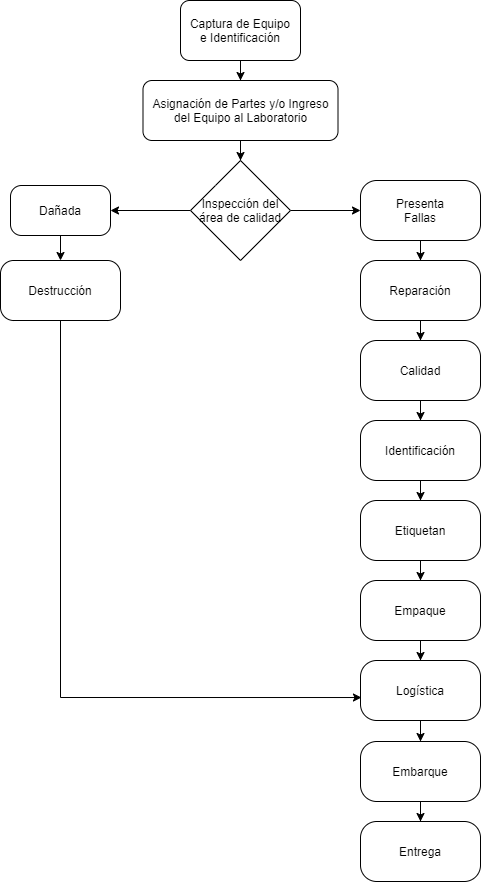 Captura de Equipo
e Identificación
Asignación de Partes y/o Ingreso
del Equipo al Laboratorio
Inspección del
área de calidad
Dañada
Presenta
Fallas
Destrucción
Reparación
Calidad
Identificación
Etiquetan
Empaque
Logística
Embarque
Entrega